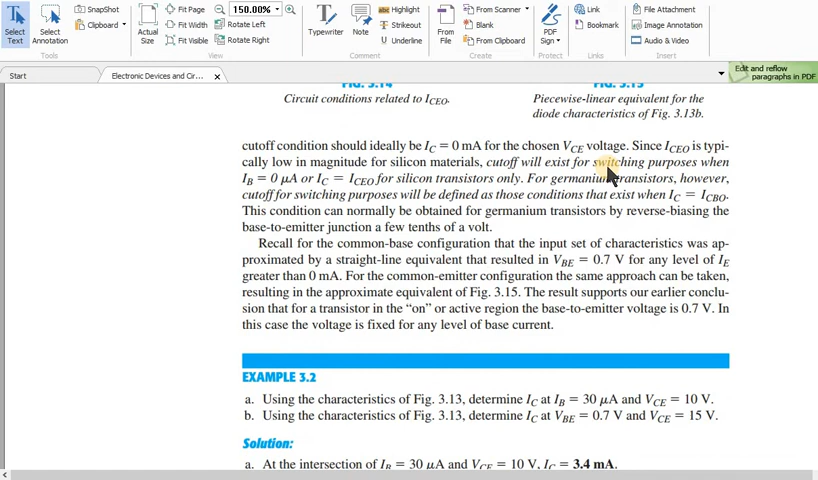 SnapShot
Fit Page
150.00%
Highlight
From Scanner
Link
File Attachment
Clipboard
Fit Width
Rotate Left
Strikeout
Blank
Bookmark
Image Annotation
Select Text
Select Annotation
Actual Size
Fit Visible
Rotate Right
Typewriter
Note
Underline
From File
From Clipboard
PDF Sign
Audio & Video
Tools
View
Comment
Create
Protect
Links
Insert
Start
Electronic Devices and Cir...
Edit and reflow
paragraphs in PDF
FIG. 3.14
FIG. 3.15
Circuit conditions related to ICEO.
Piecewise-linear equivalent for the
diode characteristics of Fig. 3.13b.
cutoff condition should ideally be IC = 0 mA for the chosen VCE voltage. Since ICEO is typi-
cally low in magnitude for silicon materials, cutoff will exist for switching purposes when
IB = 0 μA or IC = ICEO for silicon transistors only. For germanium transistors, however,
cutoff for switching purposes will be defined as those conditions that exist when IC = ICBO.
This condition can normally be obtained for germanium transistors by reverse-biasing the
base-to-emitter junction a few tenths of a volt.
Recall for the common-base configuration that the input set of characteristics was ap-
proximated by a straight-line equivalent that resulted in VBE = 0.7 V for any level of IE
greater than 0 mA. For the common-emitter configuration the same approach can be taken,
resulting in the approximate equivalent of Fig. 3.15. The result supports our earlier conclu-
sion that for a transistor in the “on” or active region the base-to-emitter voltage is 0.7 V. In
this case the voltage is fixed for any level of base current.
EXAMPLE 3.2
a. Using the characteristics of Fig. 3.13, determine IC at IB = 30 μA and VCE = 10 V.
b. Using the characteristics of Fig. 3.13, determine IC at VBE = 0.7 V and VCE = 15 V.
Solution:
a. At the intersection of IB = 30 μA and VCE = 10 V, IC = 3.4 mA.